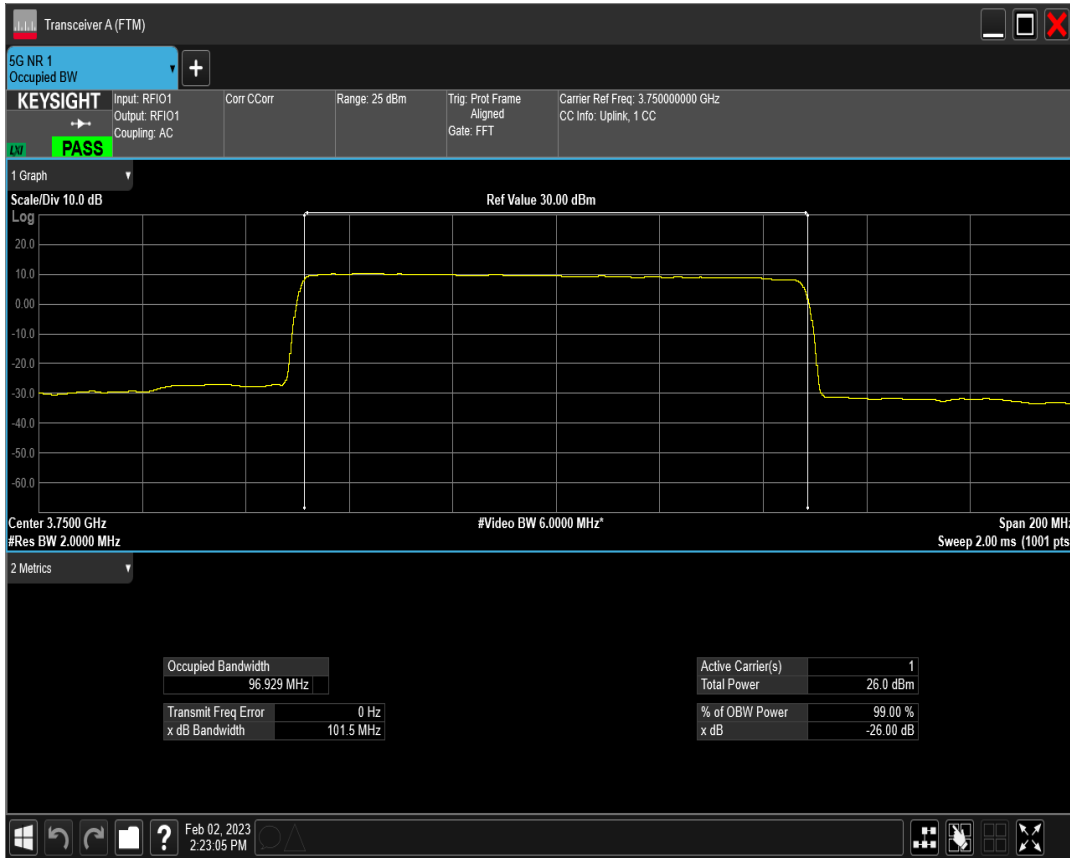 Transceiver A (FTM)
5G NR 1
Occupied BW
+
KEYSIGHT
LXI
PASS
Input: RFIO1
Output: RFIO1
Coupling: AC
Corr CCorr
Range: 25 dBm
Trig: Prot Frame
Aligned
Gate: FFT
Carrier Ref Freq: 3.750000000 GHz
CC Info: Uplink, 1 CC
1 Graph
Scale/Div 10.0 dB
Ref Value 30.00 dBm
Log
20.0
10.0
0.00
-10.0
-20.0
-30.0
-40.0
-50.0
-60.0
Center 3.7500 GHz
#Video BW 6.0000 MHz*
Span 200 MHz
#Res BW 2.0000 MHz
Sweep 2.00 ms (1001 pts
2 Metrics
Occupied Bandwidth
96.929 MHz
Transmit Freq Error 0 Hz
x dB Bandwidth 101.5 MHz
Active Carrier(s) 1
Total Power 26.0 dBm
% of OBW Power 99.00 %
x dB -26.00 dB
?
Feb 02, 2023
2:23:05 PM